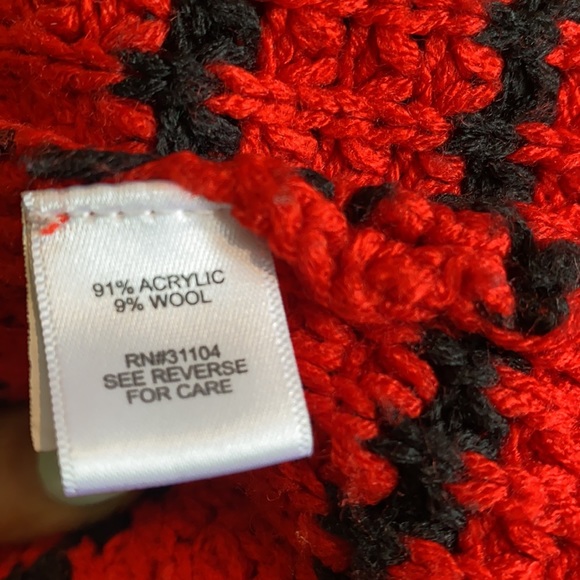 91% ACRYLIC
9% WOOL
RN#31104
SEE REVERSE
FOR CARE